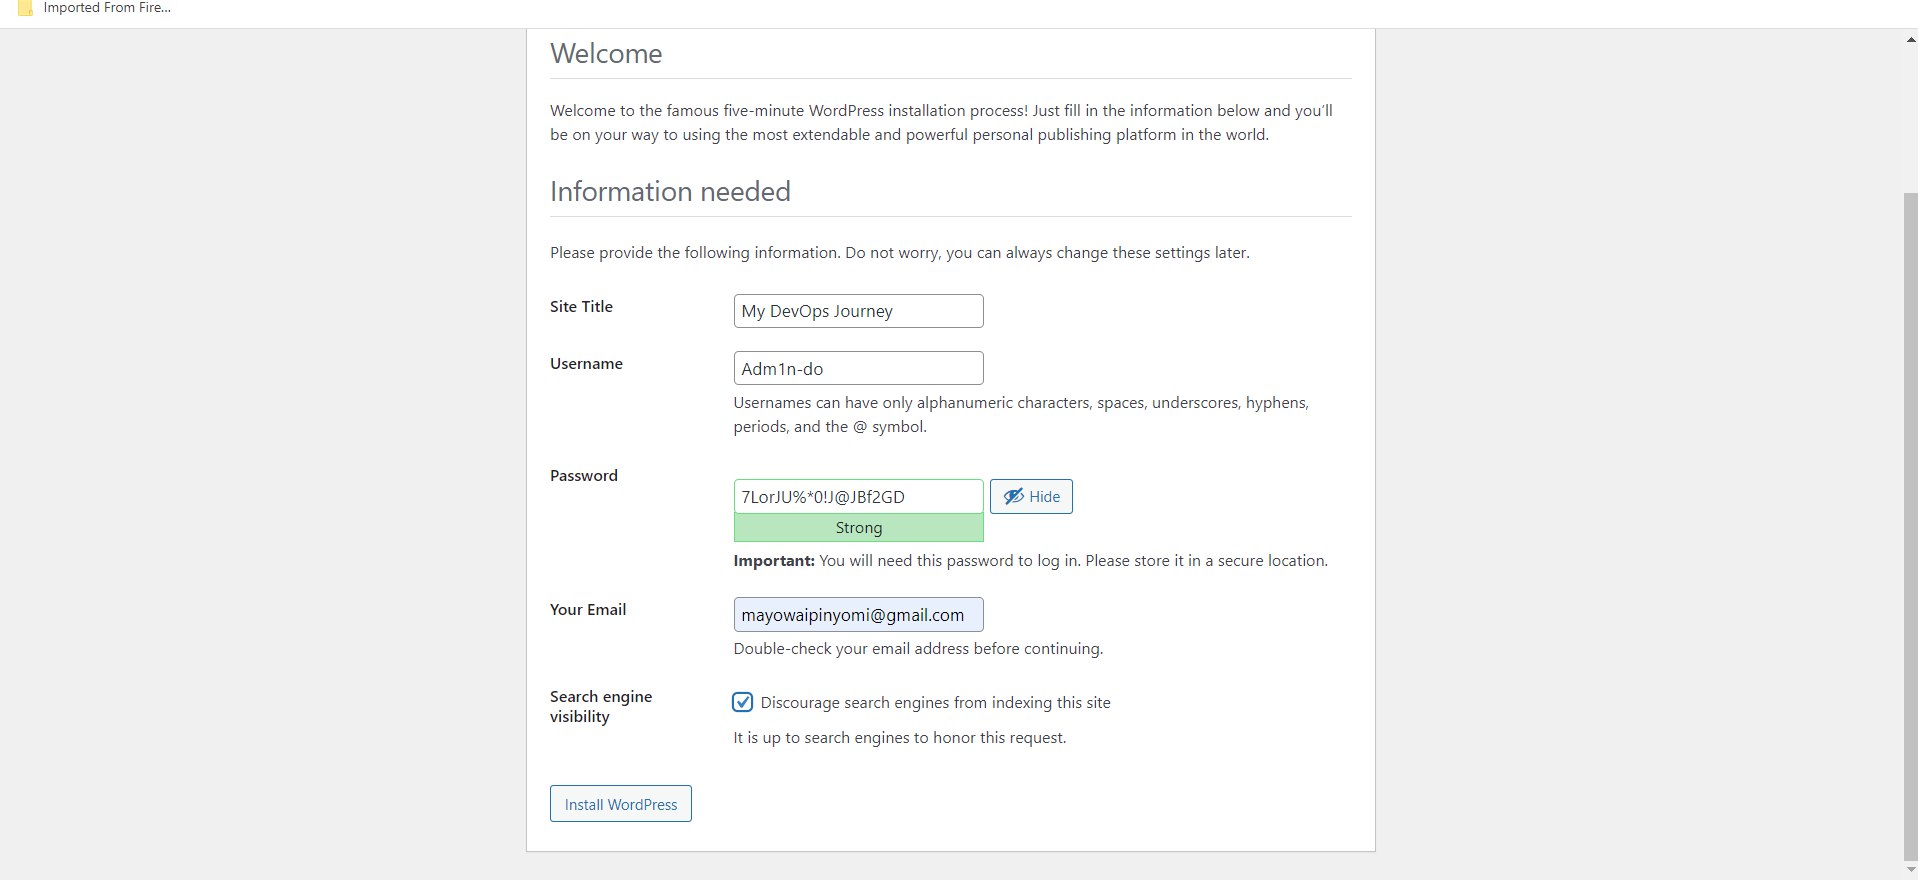 Imported From Fire...
Welcome
Welcome to the famous five-minute WordPress installation process! Just fill in the information below and you’ll
be on your way to using the most extendable and powerful personal publishing platform in the world.
Information needed
Please provide the following information. Do not worry, you can always change these settings later.
Site Title
My DevOps Journey
Username
Adm1n-do
Usernames can have only alphanumeric characters, spaces, underscores, hyphens,
periods, and the @ symbol.
Password
7LorJU%*0!J@JBf2GD
Hide
Strong
Important: You will need this password to log in. Please store it in a secure location.
Your Email
mayowaipinyomi@gmail.com
Double-check your email address before continuing.
Search engine
visibility
Discourage search engines from indexing this site
It is up to search engines to honor this request.
Install WordPress